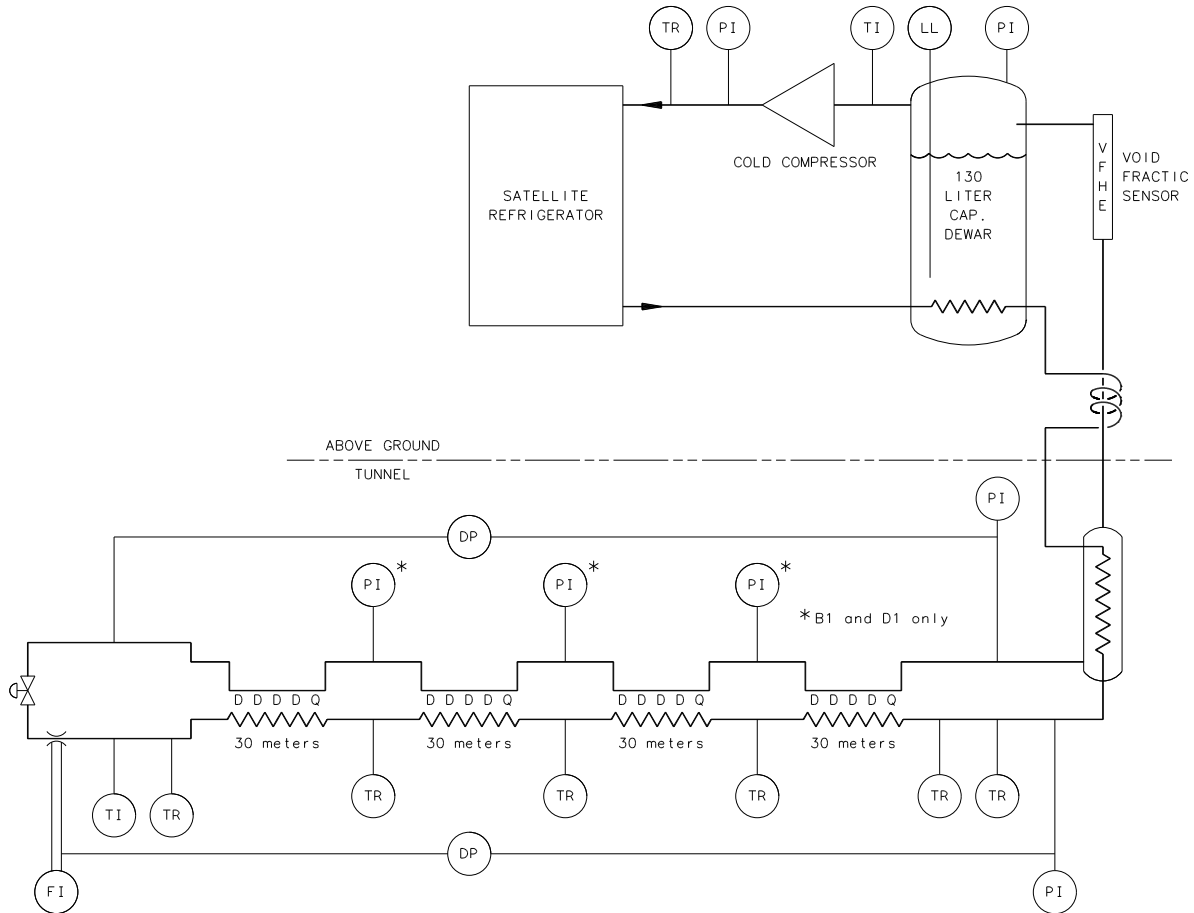 TR PI TI LL PI
COLD COMPRESSOR
SATELLITE
REFRIGERATOR
130
LITER
CAP.
DEWAR
VFHE
VOID
FRACTIC
SENSOR
ABOVE GROUND
TUNNEL
PI
DP
PI * PI * PI *
* B1 and D1 only
D D D D Q D D D D Q D D D D Q D D D D Q
30 meters 30 meters 30 meters 30 meters
TI TR TR TR TR TR TR
DP
FI PI